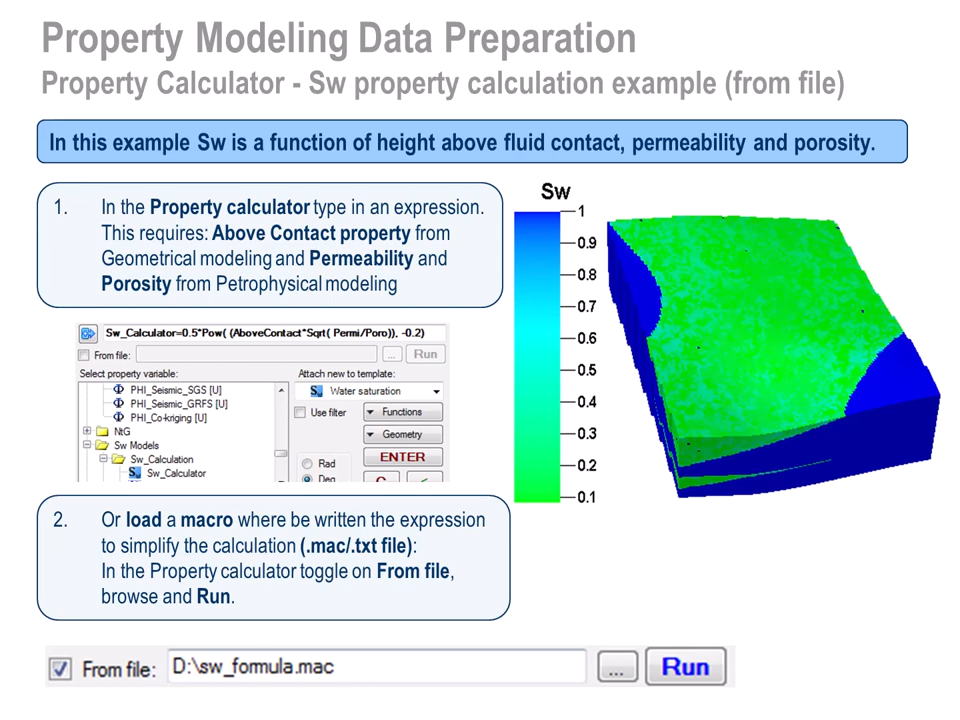 Property Modeling Data Preparation
Property Calculator - Sw property calculation example (from file)
In this example Sw is a function of height above fluid contact, permeability and porosity.
1. In the Property calculator type in an expression.
This requires: Above Contact property from
Geometrical modeling and Permeability and
Porosity from Petrophysical modeling
Sw_Calculator=0.5*Pow( (AboveContact*Sqrt( Permi/Poro)), -0.2)
From file: ... Run
Select property variable: Attach new to template:
PHI_Seismic_SGS [U]
PHI_Seismic_GRFS [U]
PHI_Co-kriging [U]
NtG
Sw Models
Sw_Calculation
Sw_Calculator
Water saturation
Use filter Functions
Geometry
ENTER
Rad
Deg
C
Sw
1
0.9
0.8
0.7
0.6
0.5
0.4
0.3
0.2
0.1
2. Or load a macro where be written the expression
to simplify the calculation (.mac/.txt file):
In the Property calculator toggle on From file,
browse and Run.
From file: D:\sw_formula.mac ... Run